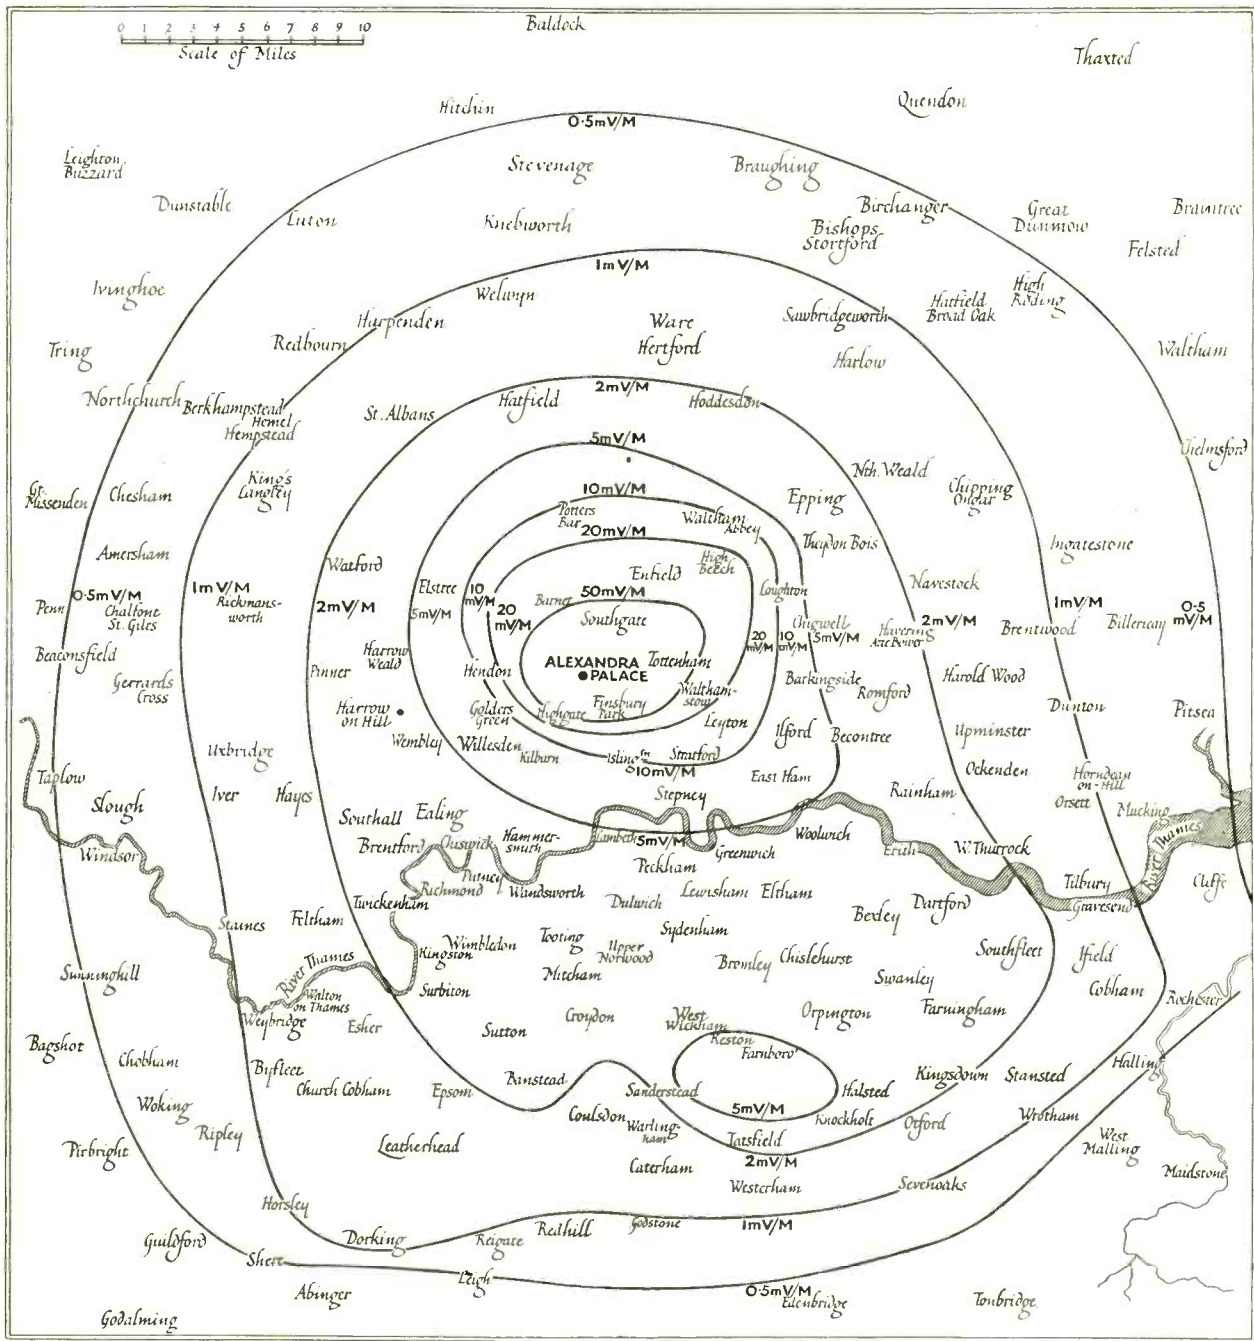 0 1 2 3 4 5 6 7 8 9 10
Scale of Miles
Baldock
Thaxted
Hitchin
Quendon
0·5mV/M
Leighton
Buzzard
Stevenage
Braughing
Dunstable
Luton
Knebworth
Birchanger
Bishops
Stortford
Great
Dunmow
Braintree
Felsted
Ivinghoe
1mV/M
Welwyn
High
Roding
Hatfield
Broad Oak
Harpenden
Ware
Hertford
Sawbridgeworth
Tring
Redbourn
Harlow
Waltham
Northchurch
Berkhampstead
Hemel
Hempstead
St. Albans
Hatfield
2mV/M
Hoddesdon
5mV/M
Chelmsford
Gt.
Missenden
Chesham
King's
Langley
10mV/M
Nth. Weald
Epping
Chipping
Ongar
Potters
Bar
Waltham
Abbey
20mV/M
Theydon Bois
Ingatestone
Amersham
Watford
Enfield
High
Beech
Elstree
Loughton
Navestock
Penn
0·5mV/M
Chalfont
St. Giles
1mV/M
Rickmans-
worth
2mV/M
5mV/M
10
mV/M
20
mV/M
Barnet
50mV/M
Southgate
20
mV/M
10
mV/M
Chigwell
5mV/M
Havering
Atte Bower
2mV/M
1mV/M
Brentwood
Billericay
0·5
mV/M
Beaconsfield
Gerrards
Cross
Pinner
Harrow
Weald
Hendon
ALEXANDRA
PALACE
Tottenham
Waltham-
stow
Barkingside
Romford
Harold Wood
Harrow
on Hill
Golders
Green
Highgate
Finsbury
Park
Leyton
Dunton
Pitsea
Uxbridge
Wembley
Willesden
Kilburn
Islingtn
Stratford
Ilford
Becontree
Upminster
10mV/M
East Ham
Ockenden
Taplow
Slough
Iver
Hayes
Stepney
Rainham
Horndean
on-Hill
Orsett
Mucking
Southall
Ealing
Windsor
Brentford
Chiswick
Hammer-
smith
Lambeth
5mV/M
Greenwich
Woolwich
Erith
W. Thurrock
River Thames
Putney
Richmond
Wandsworth
Peckham
Tilbury
Cliffe
Twickenham
Dulwich
Lewisham
Eltham
Bexley
Dartford
Gravesend
Staines
Feltham
Sydenham
Kingston
Wimbledon
Tooting
Upper
Norwood
Chislehurst
Southfleet
Ifield
Sunninghill
River Thames
Mitcham
Bromley
Swanley
Cobham
Rochester
Walton
on Thames
Surbiton
Weybridge
Esher
Sutton
Croydon
West
Wickham
Orpington
Farningham
Bagshot
Keston
Farnboro'
Chobham
Byfleet
Church Cobham
Epsom
Banstead
Sanderstead
Halsted
Kingsdown
Stansted
Halling
Woking
Coulsdon
5mV/M
Knockholt
Otford
Wrotham
Ripley
Warling-
ham
Tatsfield
Pirbright
Leatherhead
Caterham
2mV/M
West
Malling
Maidstone
Westerham
Sevenoaks
Horsley
Redhill
Godstone
1mV/M
Guildford
Dorking
Reigate
Shere
Leigh
Abinger
0·5mV/M
Edenbridge
Tonbridge
Godalming